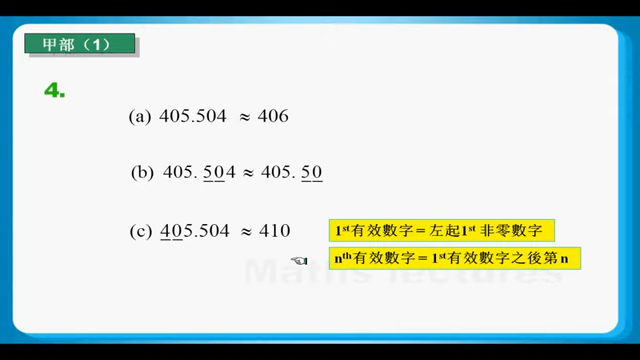 甲部（1）
4.
(a) 405.504 ≈ 406
(b) 405. 504 ≈ 405. 50
(c) 405.504 ≈ 410
1st有效數字＝左起1st 非零數字
nth有效數字＝1st有效數字之後第 n
Maths lectures